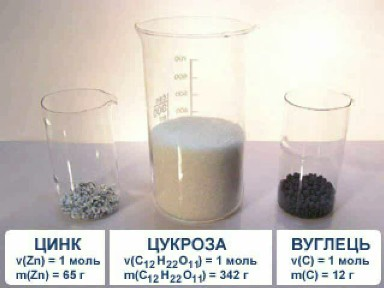 ЦИНК
ν(Zn) = 1 моль
m(Zn) = 65 г
ЦУКРОЗА
ν(C₁₂H₂₂O₁₁) = 1 моль
m(C₁₂H₂₂O₁₁) = 342 г
ВУГЛЕЦЬ
ν(C) = 1 моль
m(C) = 12 г